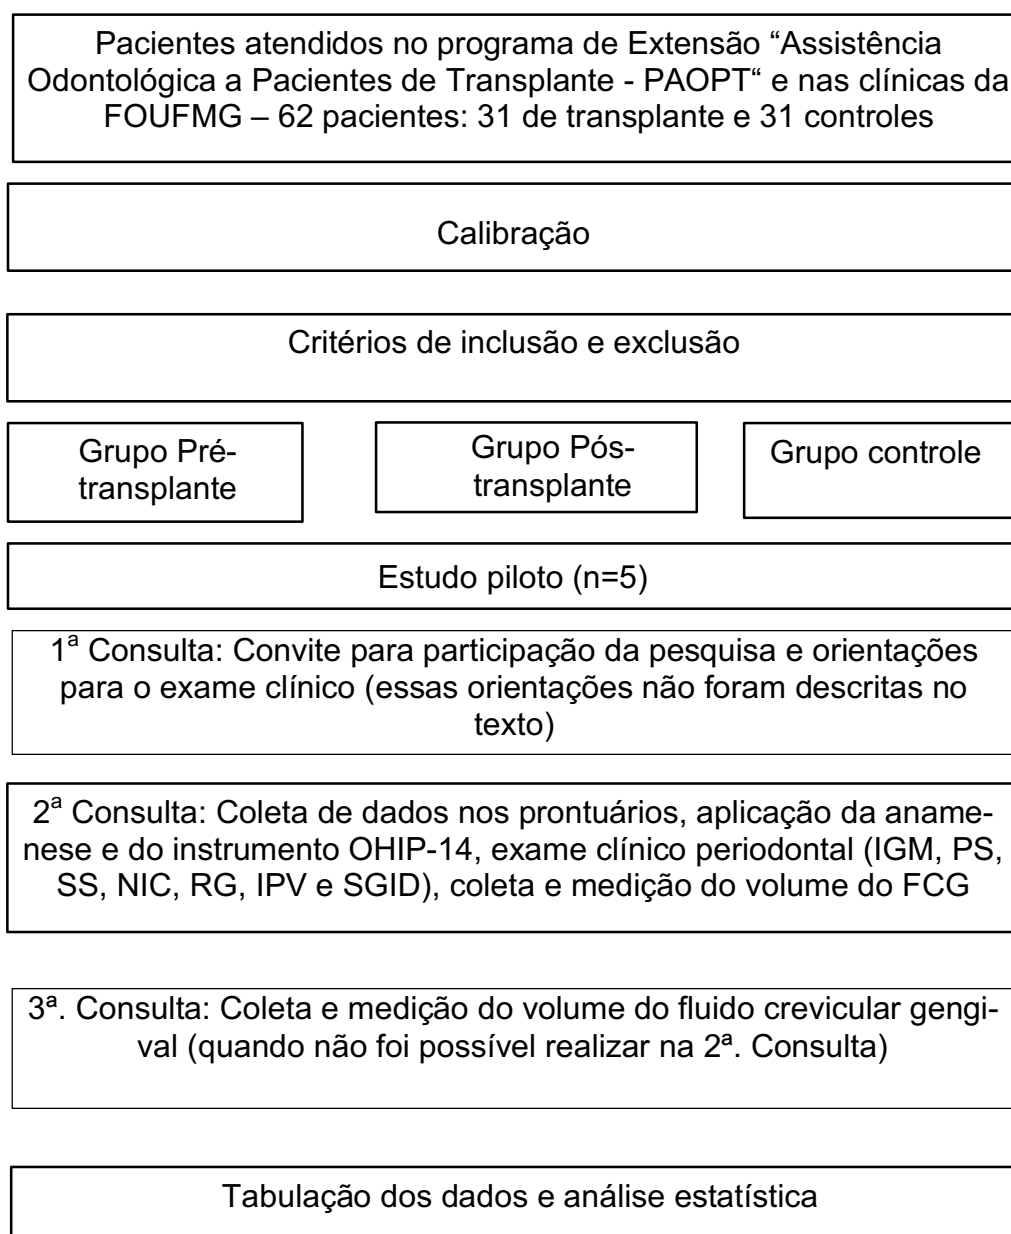 Pacientes atendidos no programa de Extensão “Assistência
Odontológica a Pacientes de Transplante - PAOPT“ e nas clínicas da
FOUFMG – 62 pacientes: 31 de transplante e 31 controles
Calibração
Critérios de inclusão e exclusão
Grupo Pré-
transplante
Grupo Pós-
transplante
Grupo controle
Estudo piloto (n=5)
1ª Consulta: Convite para participação da pesquisa e orientações
para o exame clínico (essas orientações não foram descritas no
texto)
2ª Consulta: Coleta de dados nos prontuários, aplicação da aname-
nese e do instrumento OHIP-14, exame clínico periodontal (IGM, PS,
SS, NIC, RG, IPV e SGID), coleta e medição do volume do FCG
3ª. Consulta: Coleta e medição do volume do fluido crevicular gengi-
val (quando não foi possível realizar na 2ª. Consulta)
Tabulação dos dados e análise estatística